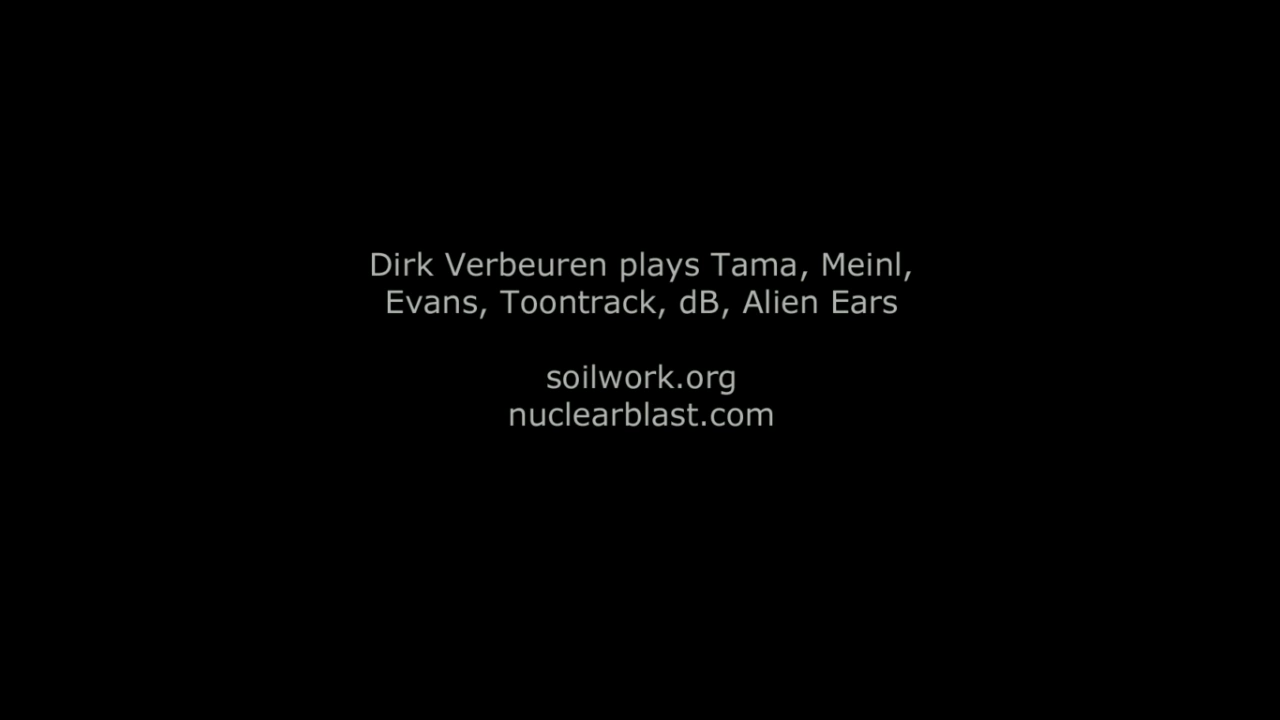 Dirk Verbeuren plays Tama, Meinl,
Evans, Toontrack, dB, Alien Ears
soilwork.org
nuclearblast.com